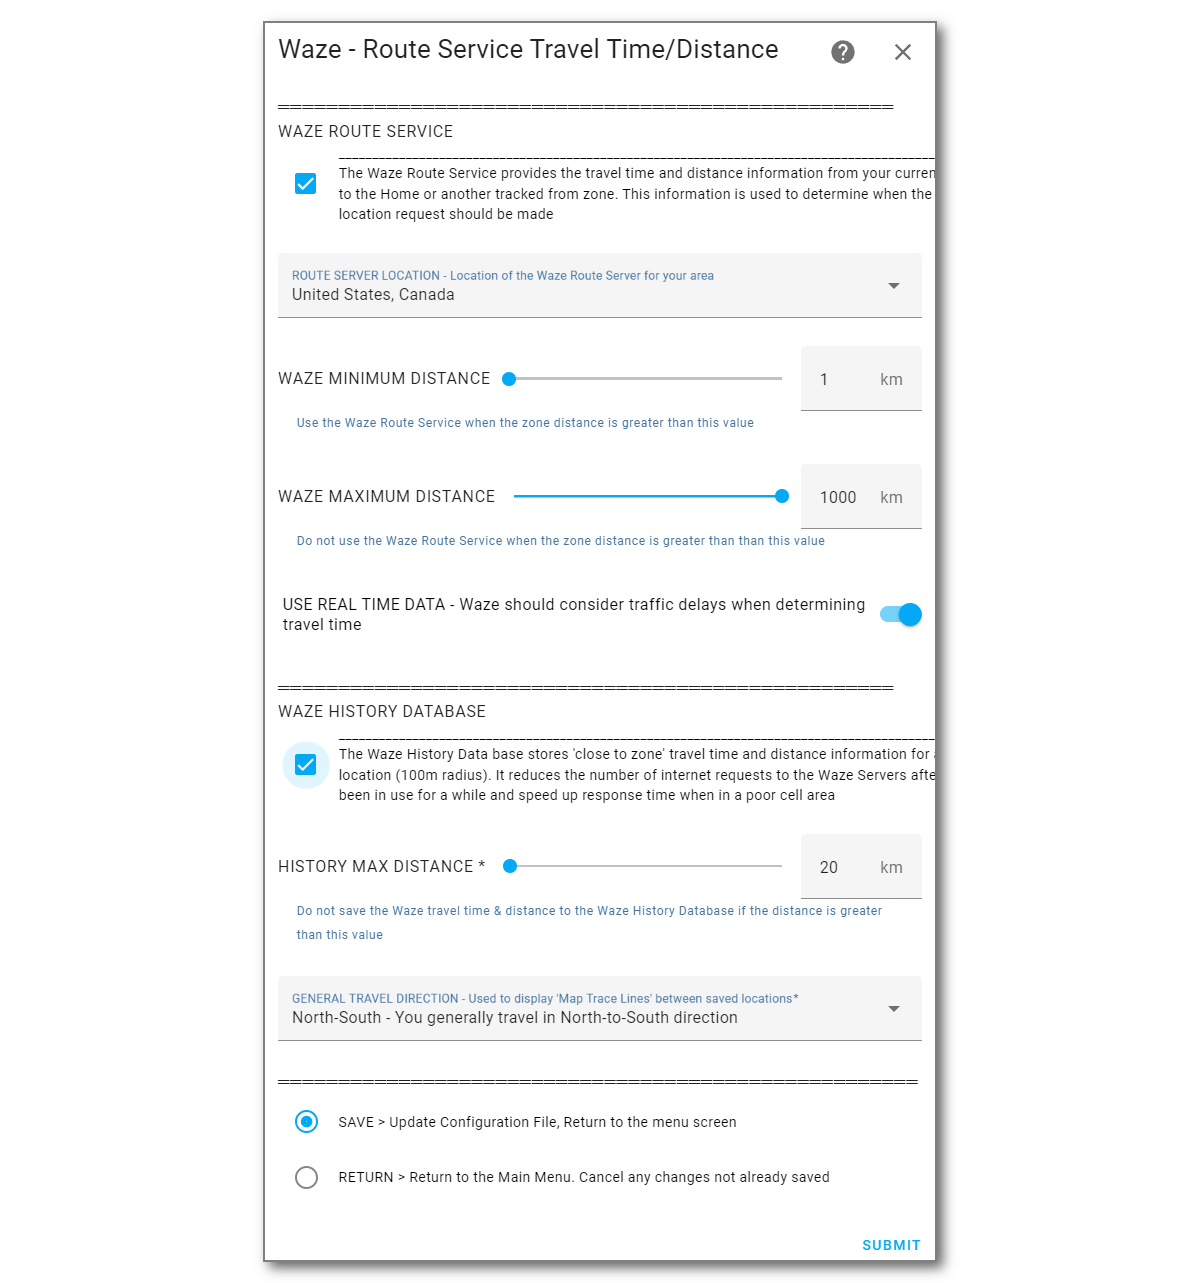 Waze - Route Service Travel Time/Distance
WAZE ROUTE SERVICE
The Waze Route Service provides the travel time and distance information from your
to the Home or another tracked from zone. This information is used to determine when the
location request should be made
ROUTE SERVER LOCATION - Location of the Waze Route Server for your area
United States, Canada
WAZE MINIMUM DISTANCE 1 km
Use the Waze Route Service when the zone distance is greater than this value
WAZE MAXIMUM DISTANCE 1000 km
Do not use the Waze Route Service when the zone distance is greater than than this value
USE REAL TIME DATA - Waze should consider traffic delays when determining
travel time
WAZE HISTORY DATABASE
The Waze History Data base stores 'close to zone' travel time and distance information for
location (100m radius). It reduces the number of internet requests to the Waze Servers
been in use for a while and speed up response time when in a poor cell area
HISTORY MAX DISTANCE * 20 km
Do not save the Waze travel time & distance to the Waze History Database if the distance is greater
than this value
GENERAL TRAVEL DIRECTION - Used to display 'Map Trace Lines' between saved locations*
North-South - You generally travel in North-to-South direction
SAVE > Update Configuration File, Return to the menu screen
RETURN > Return to the Main Menu. Cancel any changes not already saved
SUBMIT